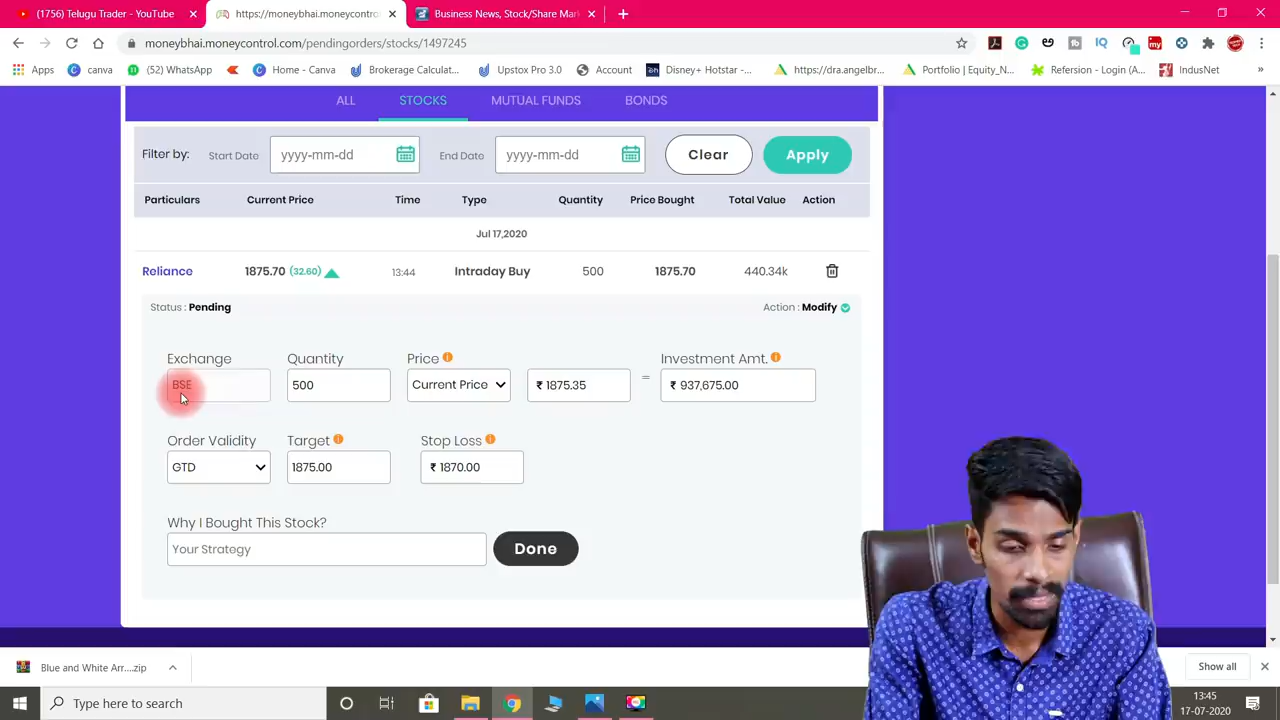 (1756) Telugu Trader - YouTube
https://moneybhai.moneycontro
Business News, Stock/Share Mar
moneybhai.moneycontrol.com/pendingorders/stocks/1497245
Apps
canva
(52) WhatsApp
Home - Canva
Brokerage Calculat...
Upstox Pro 3.0
Account
Disney+ Hotstar -...
https://dra.angelbr...
Portfolio | Equity_N...
Refersion - Login (A...
IndusNet
ALL
STOCKS
MUTUAL FUNDS
BONDS
Filter by:
Start Date
yyyy-mm-dd
End Date
yyyy-mm-dd
Clear
Apply
Particulars
Current Price
Time
Type
Quantity
Price Bought
Total Value
Action
Jul 17,2020
Reliance
1875.70 (32.60)
13:44
Intraday Buy
500
1875.70
440.34k
Status : Pending
Action : Modify
Exchange
Quantity
Price
Investment Amt.
BSE
500
Current Price
₹ 1875.35
=
₹ 937,675.00
Order Validity
Target
Stop Loss
GTD
1875.00
₹ 1870.00
Why I Bought This Stock?
Your Strategy
Done
Blue and White Arr....zip
Show all
Type here to search
13:45
17-07-2020